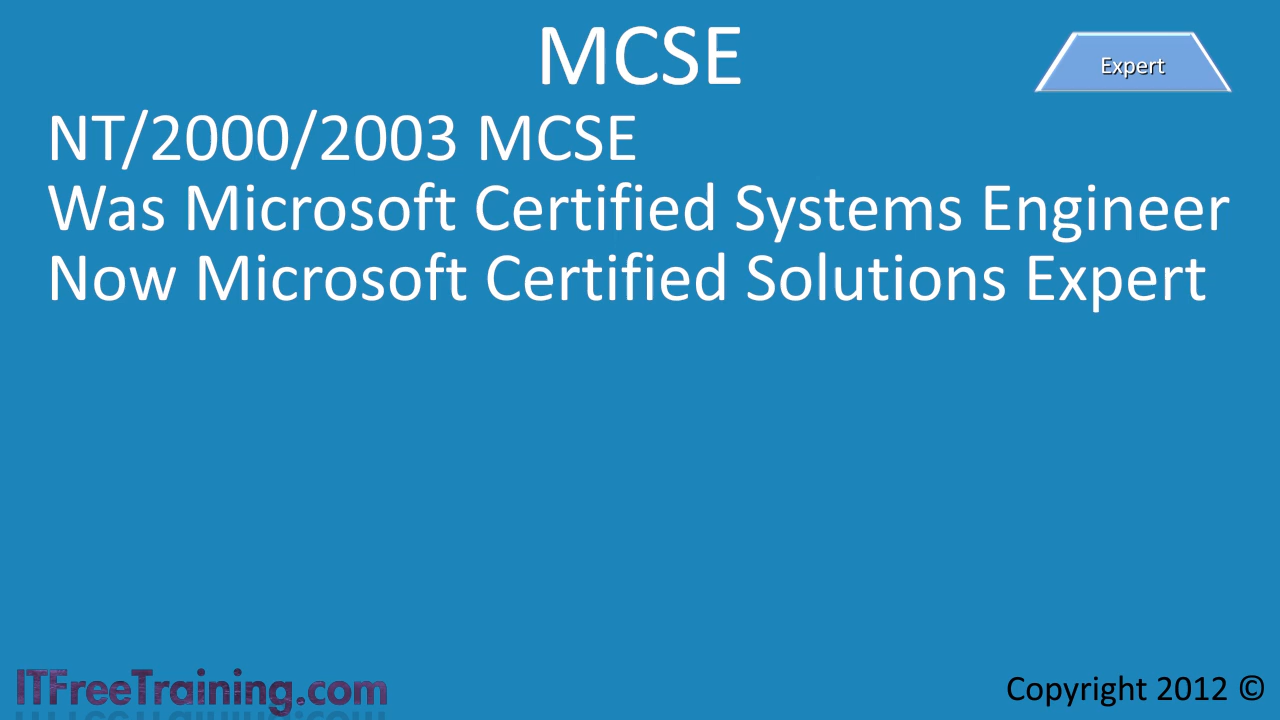 MCSE
Expert
NT/2000/2003 MCSE
Was Microsoft Certified Systems Engineer
Now Microsoft Certified Solutions Expert
ITFreeTraining.com
Copyright 2012 ©